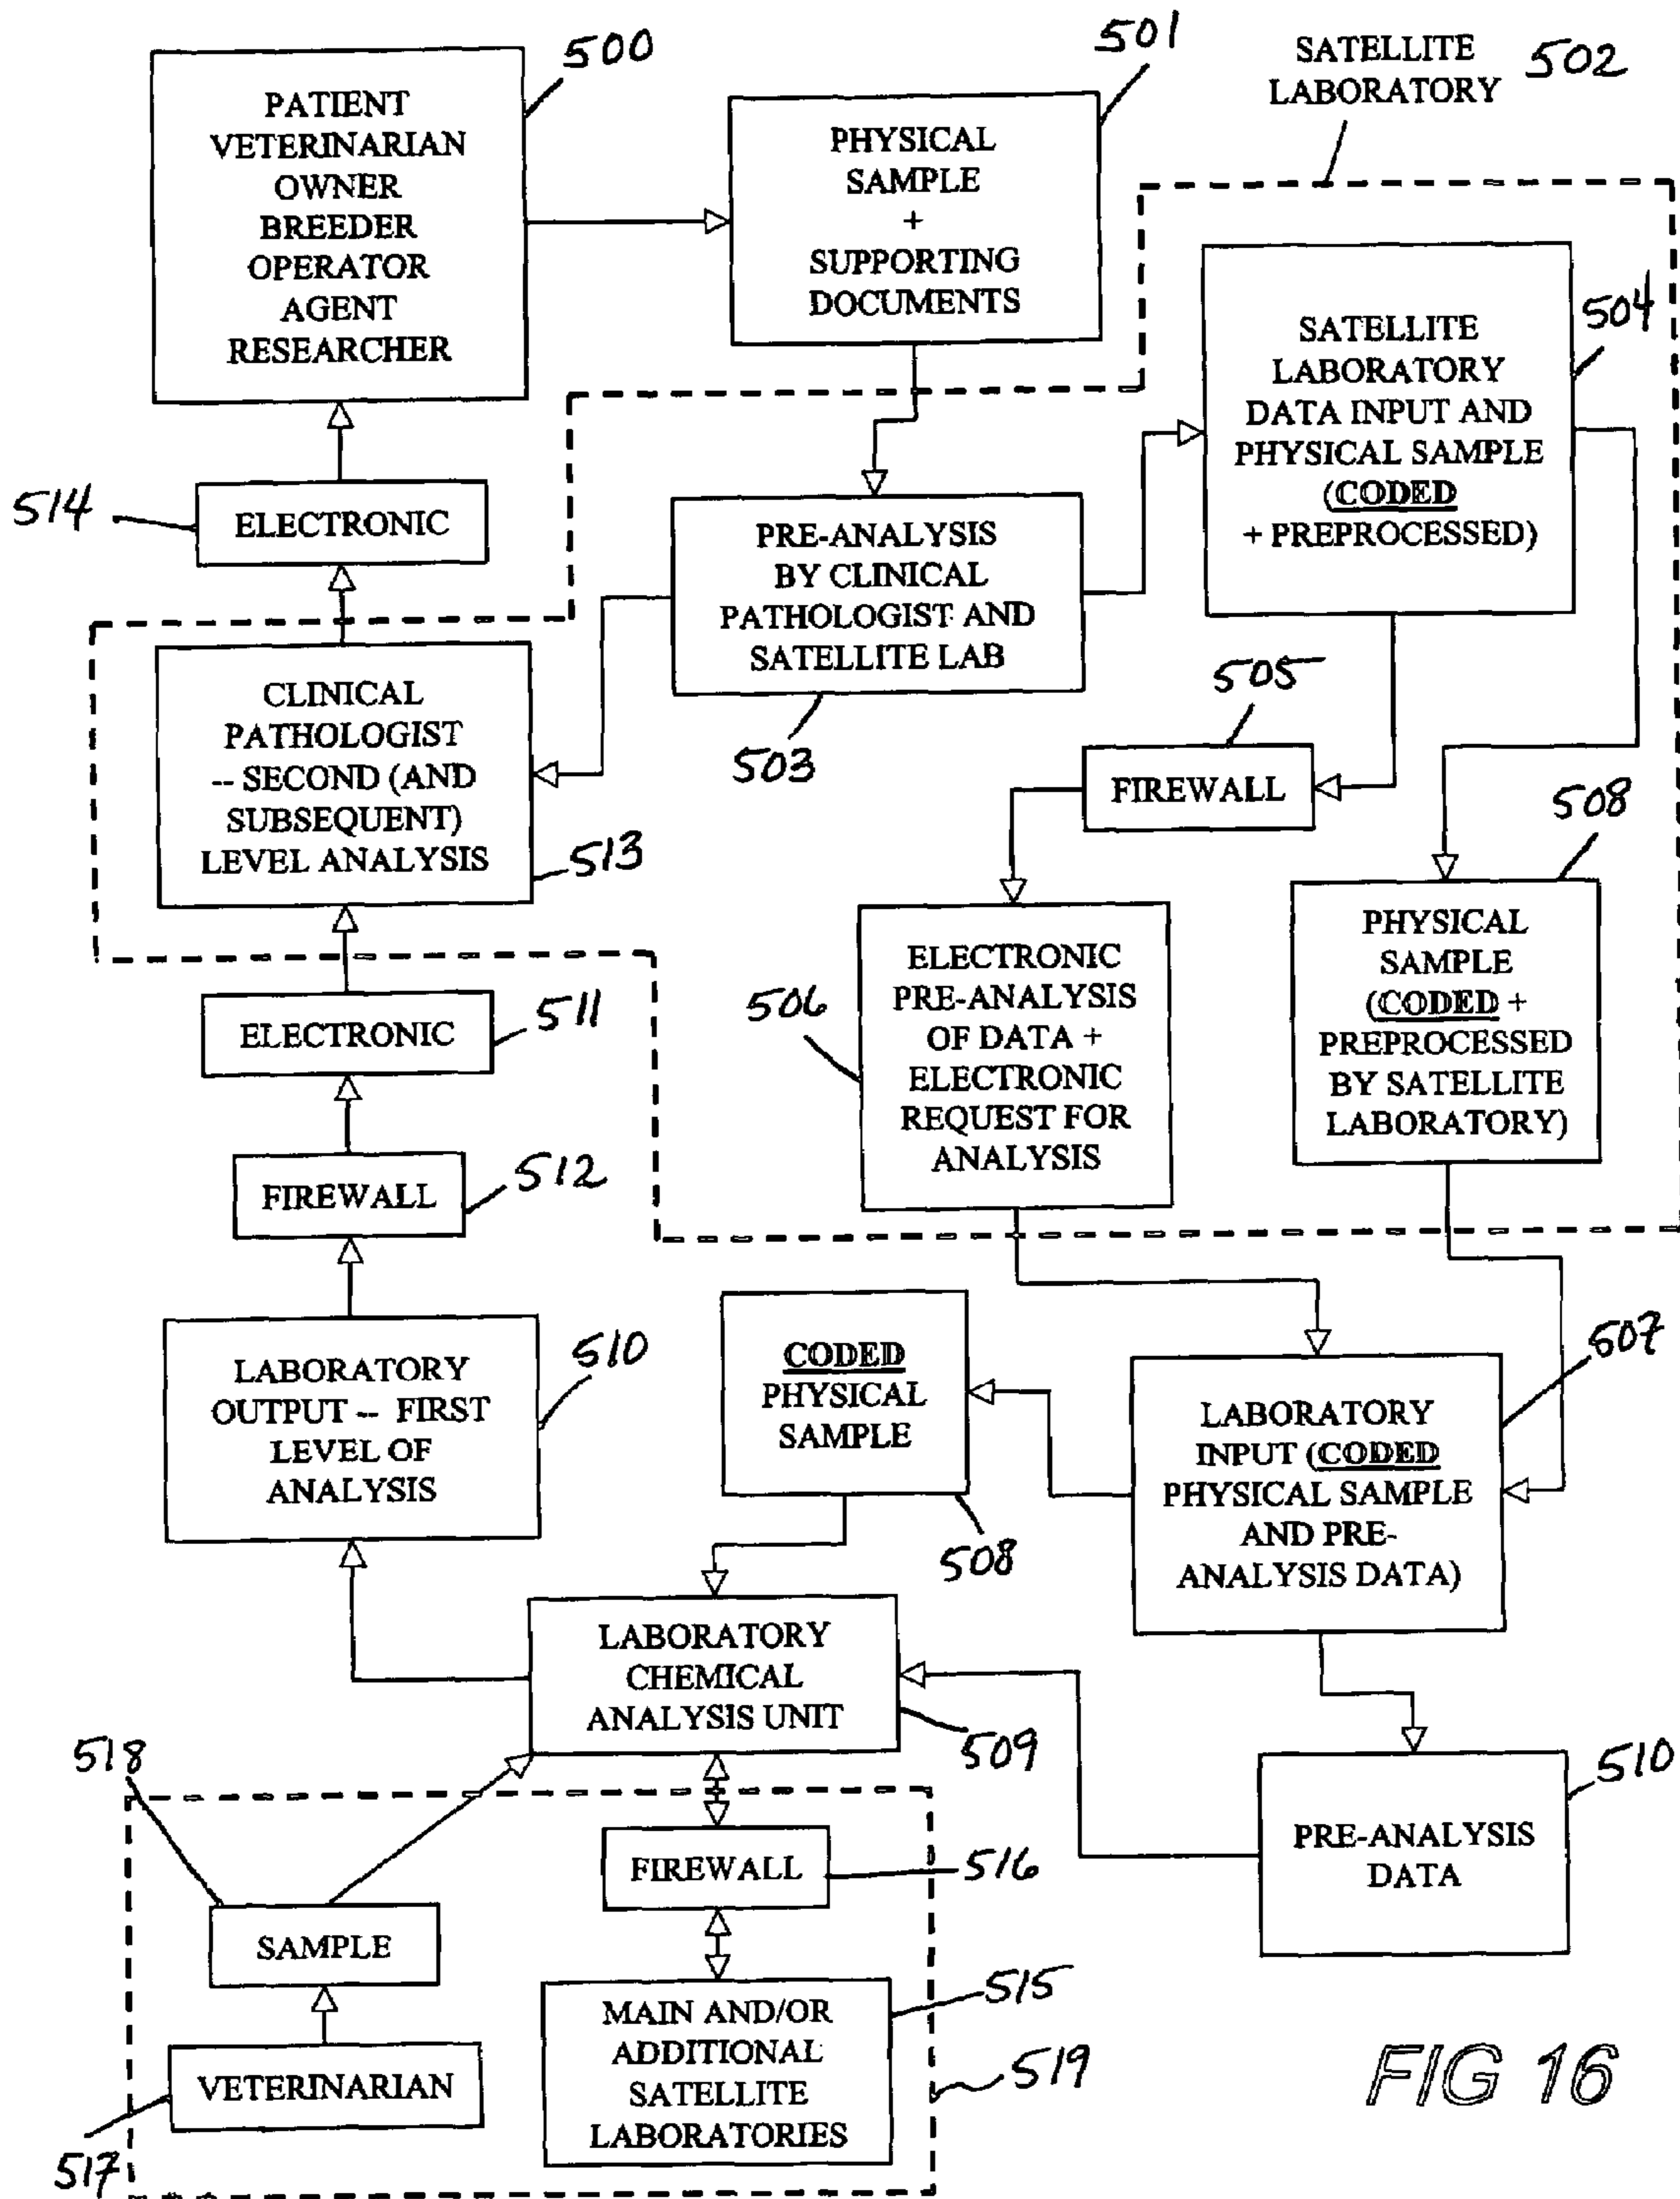 500
PATIENT
VETERINARIAN
OWNER
BREEDER
OPERATOR
AGENT
RESEARCHER
501
PHYSICAL
SAMPLE
+
SUPPORTING
DOCUMENTS
SATELLITE
LABORATORY
502
504
SATELLITE
LABORATORY
DATA INPUT AND
PHYSICAL SAMPLE
(CODED
+ PREPROCESSED)
514
ELECTRONIC
PRE-ANALYSIS
BY CLINICAL
PATHOLOGIST AND
SATELLITE LAB
503
505
FIREWALL
CLINICAL
PATHOLOGIST
-- SECOND (AND
SUBSEQUENT)
LEVEL ANALYSIS
513
508
PHYSICAL
SAMPLE
(CODED +
PREPROCESSED
BY SATELLITE
LABORATORY)
506
ELECTRONIC
PRE-ANALYSIS
OF DATA +
ELECTRONIC
REQUEST FOR
ANALYSIS
ELECTRONIC
511
FIREWALL
512
LABORATORY
OUTPUT -- FIRST
LEVEL OF
ANALYSIS
510
CODED
PHYSICAL
SAMPLE
508
507
LABORATORY
INPUT (CODED
PHYSICAL SAMPLE
AND PRE-
ANALYSIS DATA)
LABORATORY
CHEMICAL
ANALYSIS UNIT
509
510
PRE-ANALYSIS
DATA
518
SAMPLE
FIREWALL
516
VETERINARIAN
517
MAIN AND/OR
ADDITIONAL
SATELLITE
LABORATORIES
515
519
FIG 16